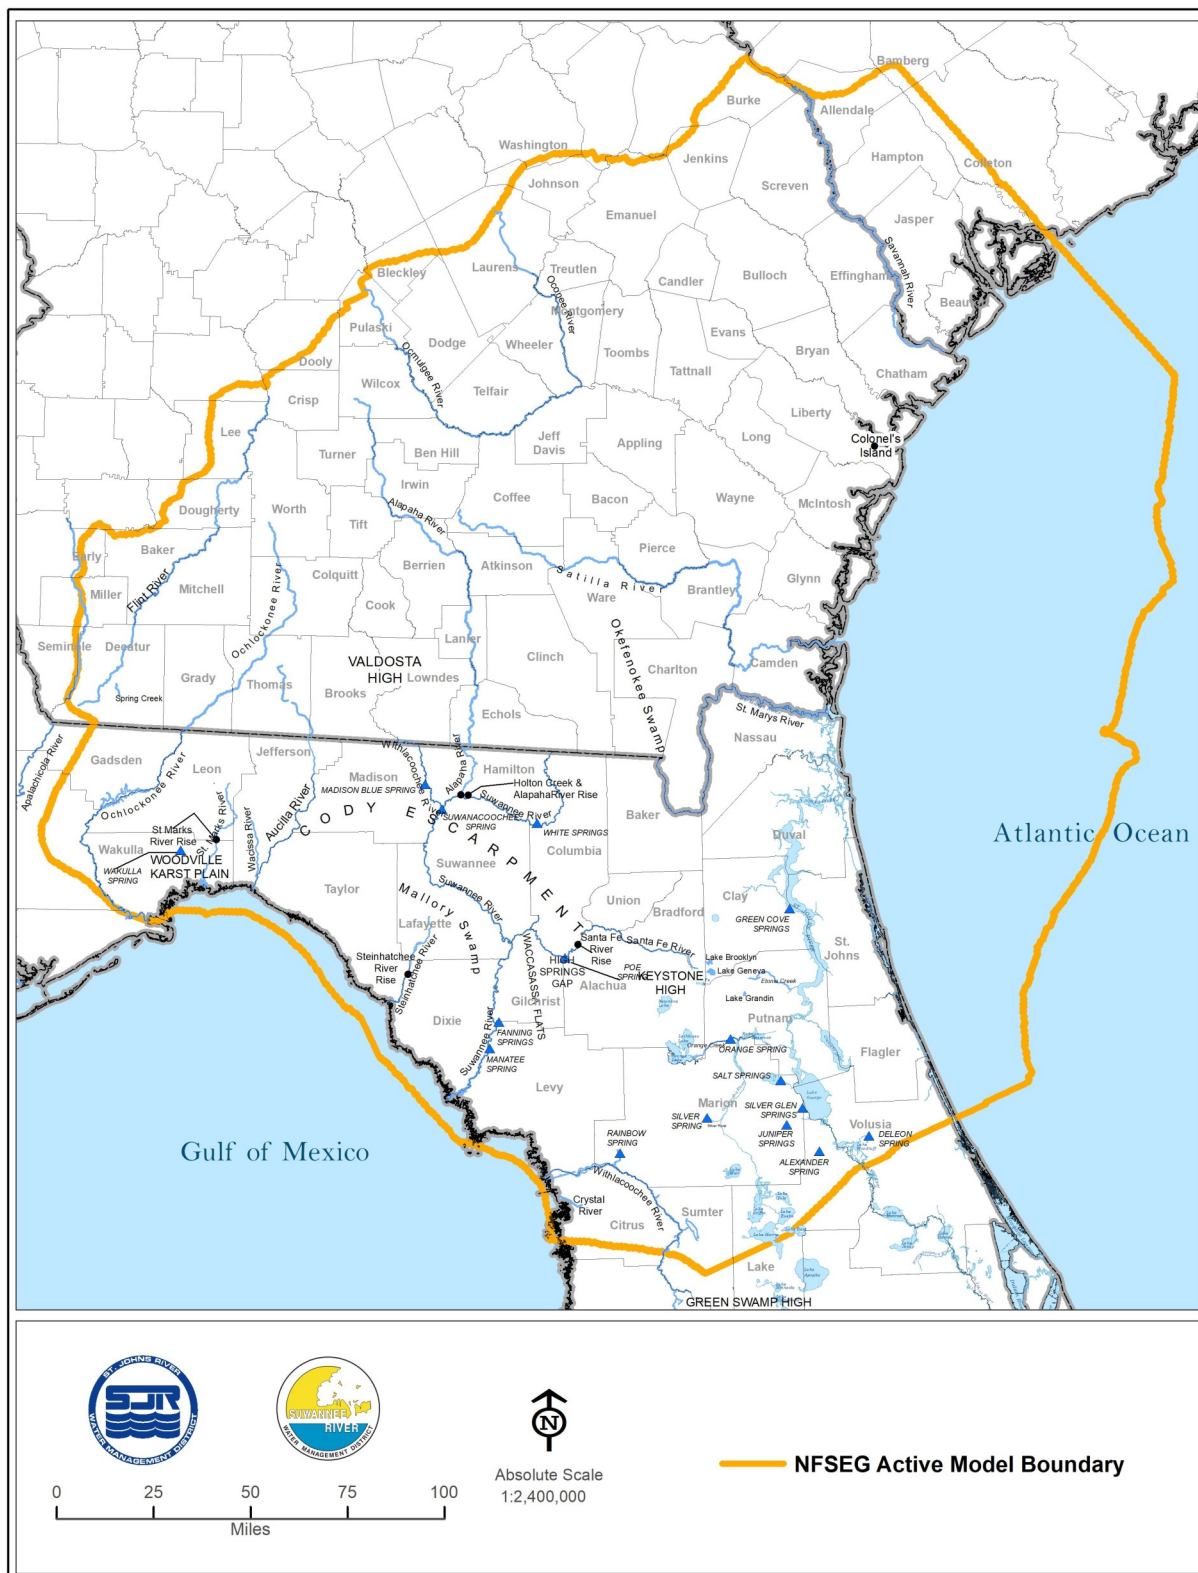 Bamberg
Burke
Allendale
Washington
Jenkins
Hampton
Colleton
Johnson
Screven
Emanuel
Jasper
Savannah River
Bleckley
Laurens
Treutlen
Candler
Bulloch
Effingham
Oconee River
Montgomery
Beaufort
Pulaski
Dodge
Wheeler
Evans
Ocmulgee River
Toombs
Bryan
Dooly
Tattnall
Chatham
Wilcox
Telfair
Crisp
Liberty
Lee
Jeff
Davis
Appling
Long
Colonel's
Island
Turner
Ben Hill
Irwin
Coffee
Bacon
Wayne
McIntosh
Dougherty
Worth
Tift
Alapaha River
Early
Baker
Berrien
Atkinson
Pierce
Satilla River
Glynn
Miller
Flint River
Mitchell
Colquitt
Ware
Brantley
Cook
Ochlockonee River
Okefenokee Swamp
Seminole
Decatur
Lanier
Clinch
Charlton
Camden
VALDOSTA
HIGH
Lowndes
Grady
Thomas
Brooks
Spring Creek
Echols
St. Marys River
Nassau
Apalachicola River
Gadsden
Leon
Jefferson
Madison
Withlacoochee River
Alapaha River
Hamilton
MADISON BLUE SPRING
Holton Creek &
AlapahaRiver Rise
Ochlockonee River
Aucilla River
CODY ESCARPMENT
Suwannee River
SUWANACOOCHEE
SPRING
WHITE SPRINGS
Baker
Duval
Atlantic Ocean
St Marks
River Rise
St. Marks River
Wacissa River
Wakulla
WAKULLA
SPRING
WOODVILLE
KARST PLAIN
Columbia
Suwannee
Taylor
Mallory Swamp
Suwannee River
Union
Bradford
Clay
GREEN COVE
SPRINGS
Lafayette
St.
Johns
Steinhatchee
River
Rise
Steinhatchee River
WACCASASSA FLATS
Santa Fe
River
Rise
Santa Fe River
HIGH
SPRINGS
GAP
POE
SPRING
KEYSTONE
HIGH
Alachua
Lake Brooklyn
Lake Geneva
Etonia Creek
Lake Grandin
Gilchrist
Dixie
Suwannee River
FANNING
SPRINGS
MANATEE
SPRING
Putnam
Orange Creek
ORANGE SPRING
Flagler
Levy
SALT SPRINGS
Lake
George
Marion
SILVER GLEN
SPRINGS
SILVER
SPRING
JUNIPER
SPRINGS
Volusia
DELEON
SPRING
ALEXANDER
SPRING
RAINBOW
SPRING
Gulf of Mexico
Withlacoochee River
Crystal
River
Citrus
Sumter
Lake
GREEN SWAMP HIGH
ST. JOHNS RIVER
SJR
WATER MANAGEMENT DISTRICT
SUWANNEE
RIVER
WATER MANAGEMENT DISTRICT
N
Absolute Scale
1:2,400,000
NFSEG Active Model Boundary
0 25 50 75 100
Miles